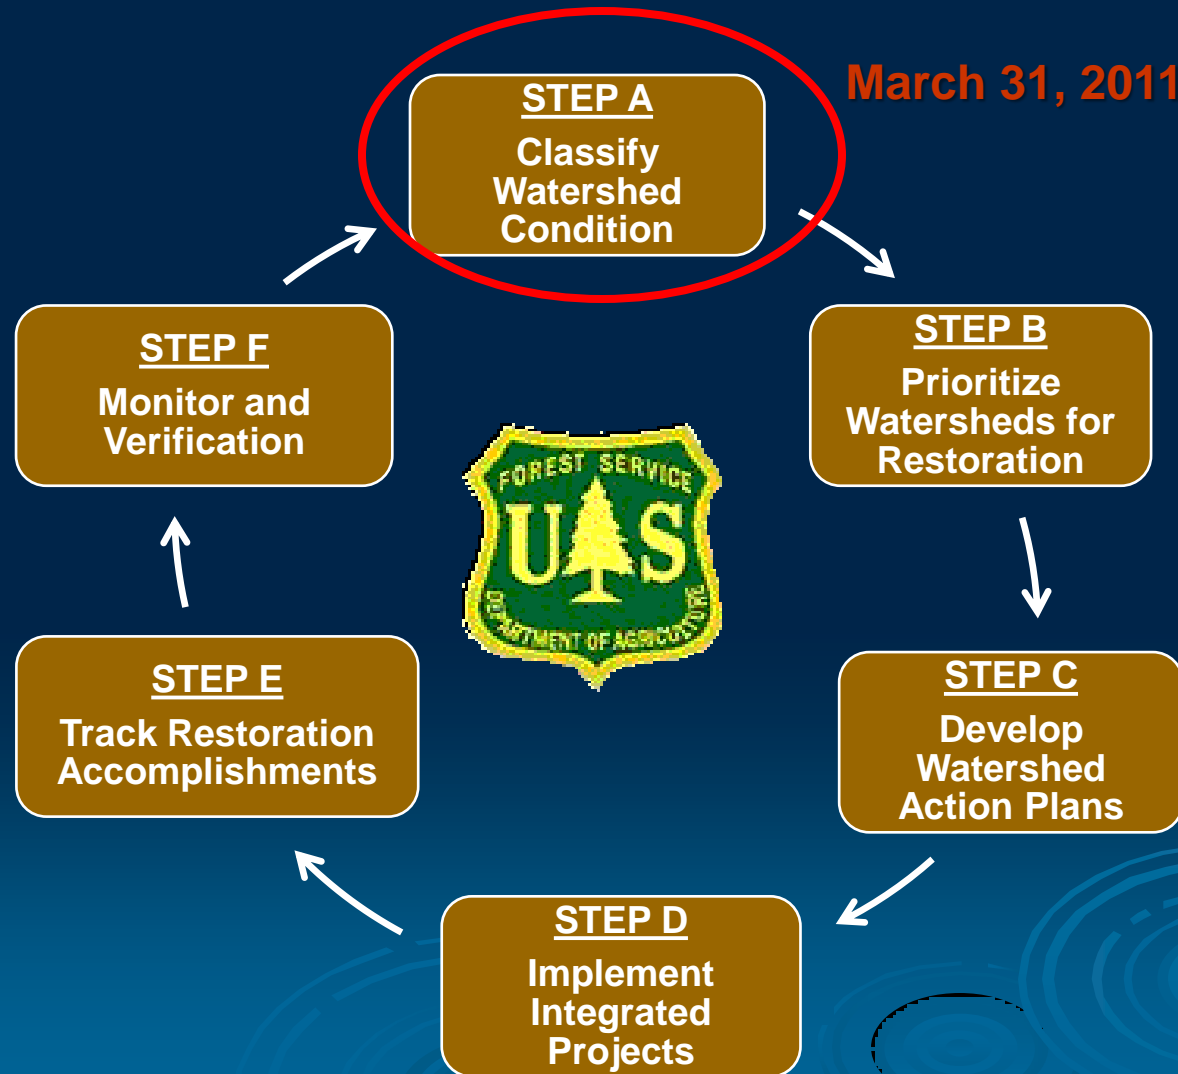 March 31, 2011
STEP A
Classify
Watershed
Condition
STEP B
Prioritize
Watersheds for
Restoration
STEP C
Develop
Watershed
Action Plans
STEP D
Implement
Integrated
Projects
STEP E
Track Restoration
Accomplishments
STEP F
Monitor and
Verification
FOREST SERVICE
U S
DEPARTMENT OF AGRICULTURE